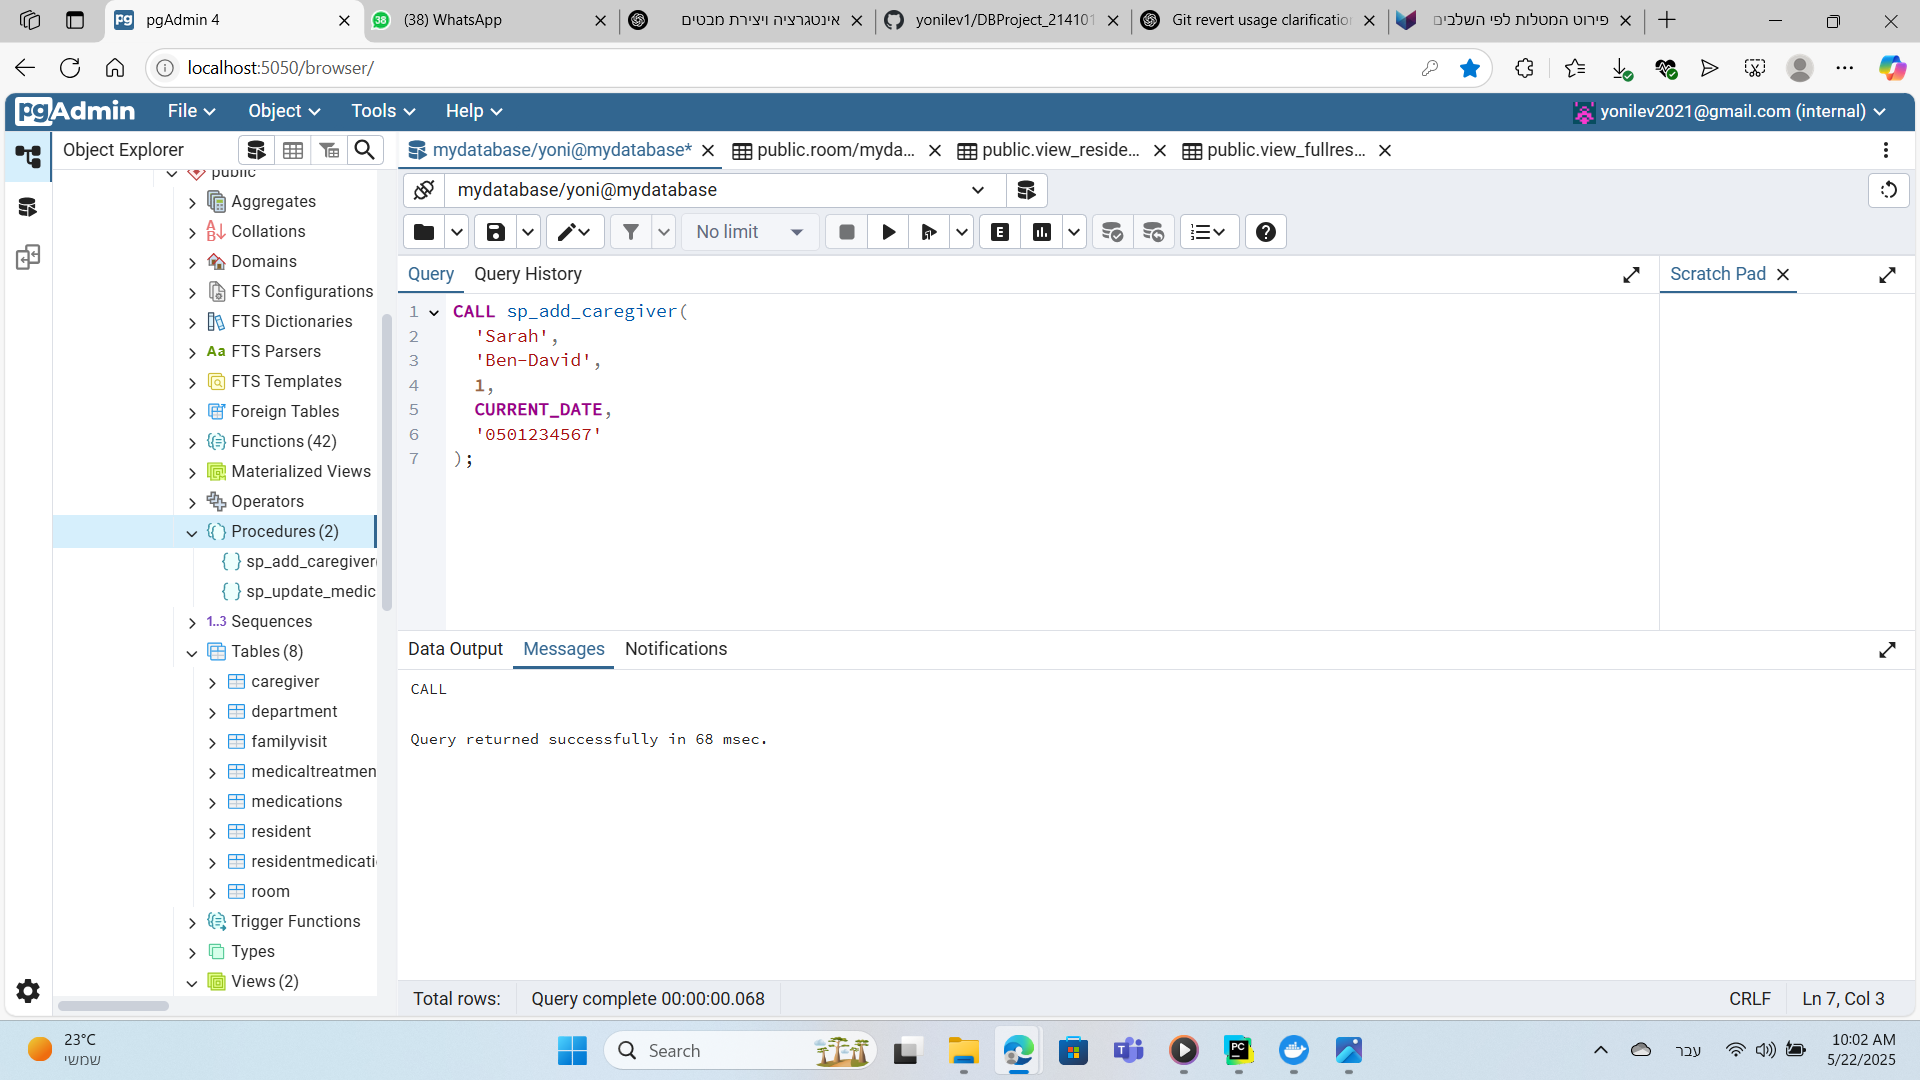 pgAdmin 4
(38) WhatsApp
אינטגרציה ויצירת מבטים
yonilev1/DBProject_214101
Git revert usage clarification
פירוט המטלות לפי השלבים
localhost:5050/browser/
pgAdmin
File
Object
Tools
Help
yonilev2021@gmail.com (internal)
Object Explorer
mydatabase/yoni@mydatabase*
public.room/myda...
public.view_reside...
public.view_fullres...
public
mydatabase/yoni@mydatabase
Aggregates
Collations
Domains
FTS Configurations
FTS Dictionaries
FTS Parsers
FTS Templates
Foreign Tables
Functions (42)
Materialized Views
Operators
Procedures (2)
sp_add_caregiver(
sp_update_medic
Sequences
Tables (8)
caregiver
department
familyvisit
medicaltreatmen
medications
resident
residentmedicati
room
Trigger Functions
Types
Views (2)
No limit
Query
Query History
Scratch Pad
1 CALL sp_add_caregiver(
2 'Sarah',
3 'Ben-David',
4 1,
5 CURRENT_DATE,
6 '0501234567'
7 );
Data Output
Messages
Notifications
CALL
Query returned successfully in 68 msec.
Total rows:
Query complete 00:00:00.068
CRLF
Ln 7, Col 3
23°C
שמשי
Search
עבר
10:02 AM
5/22/2025